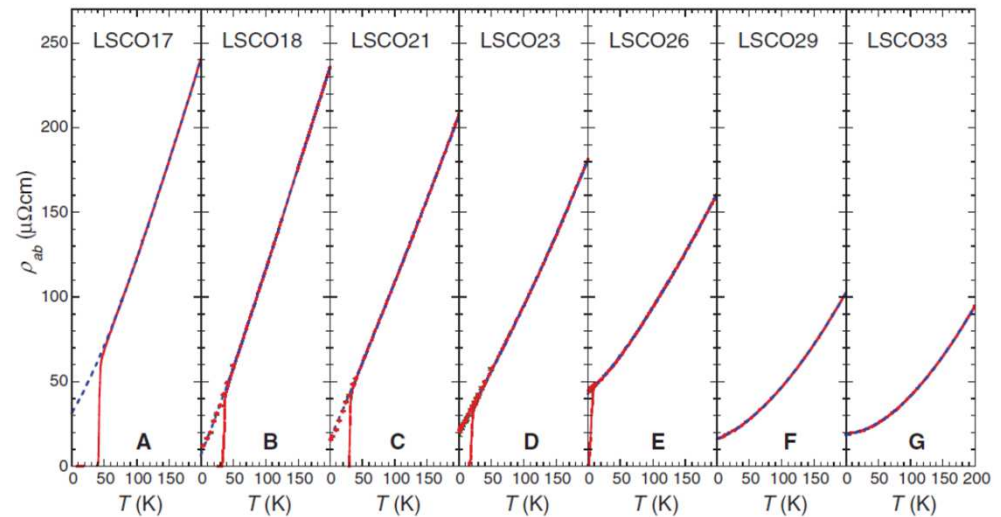 LSCO17 LSCO18 LSCO21 LSCO23 LSCO26 LSCO29 LSCO33
250
200
150
100
50
0
ρab (μΩcm)
A B C D E F G
0 50 100 150 0 50 100 150 0 50 100 150 0 50 100 150 0 50 100 150 0 50 100 150 0 50 100 150 200
T (K) T (K) T (K) T (K) T (K) T (K) T (K)